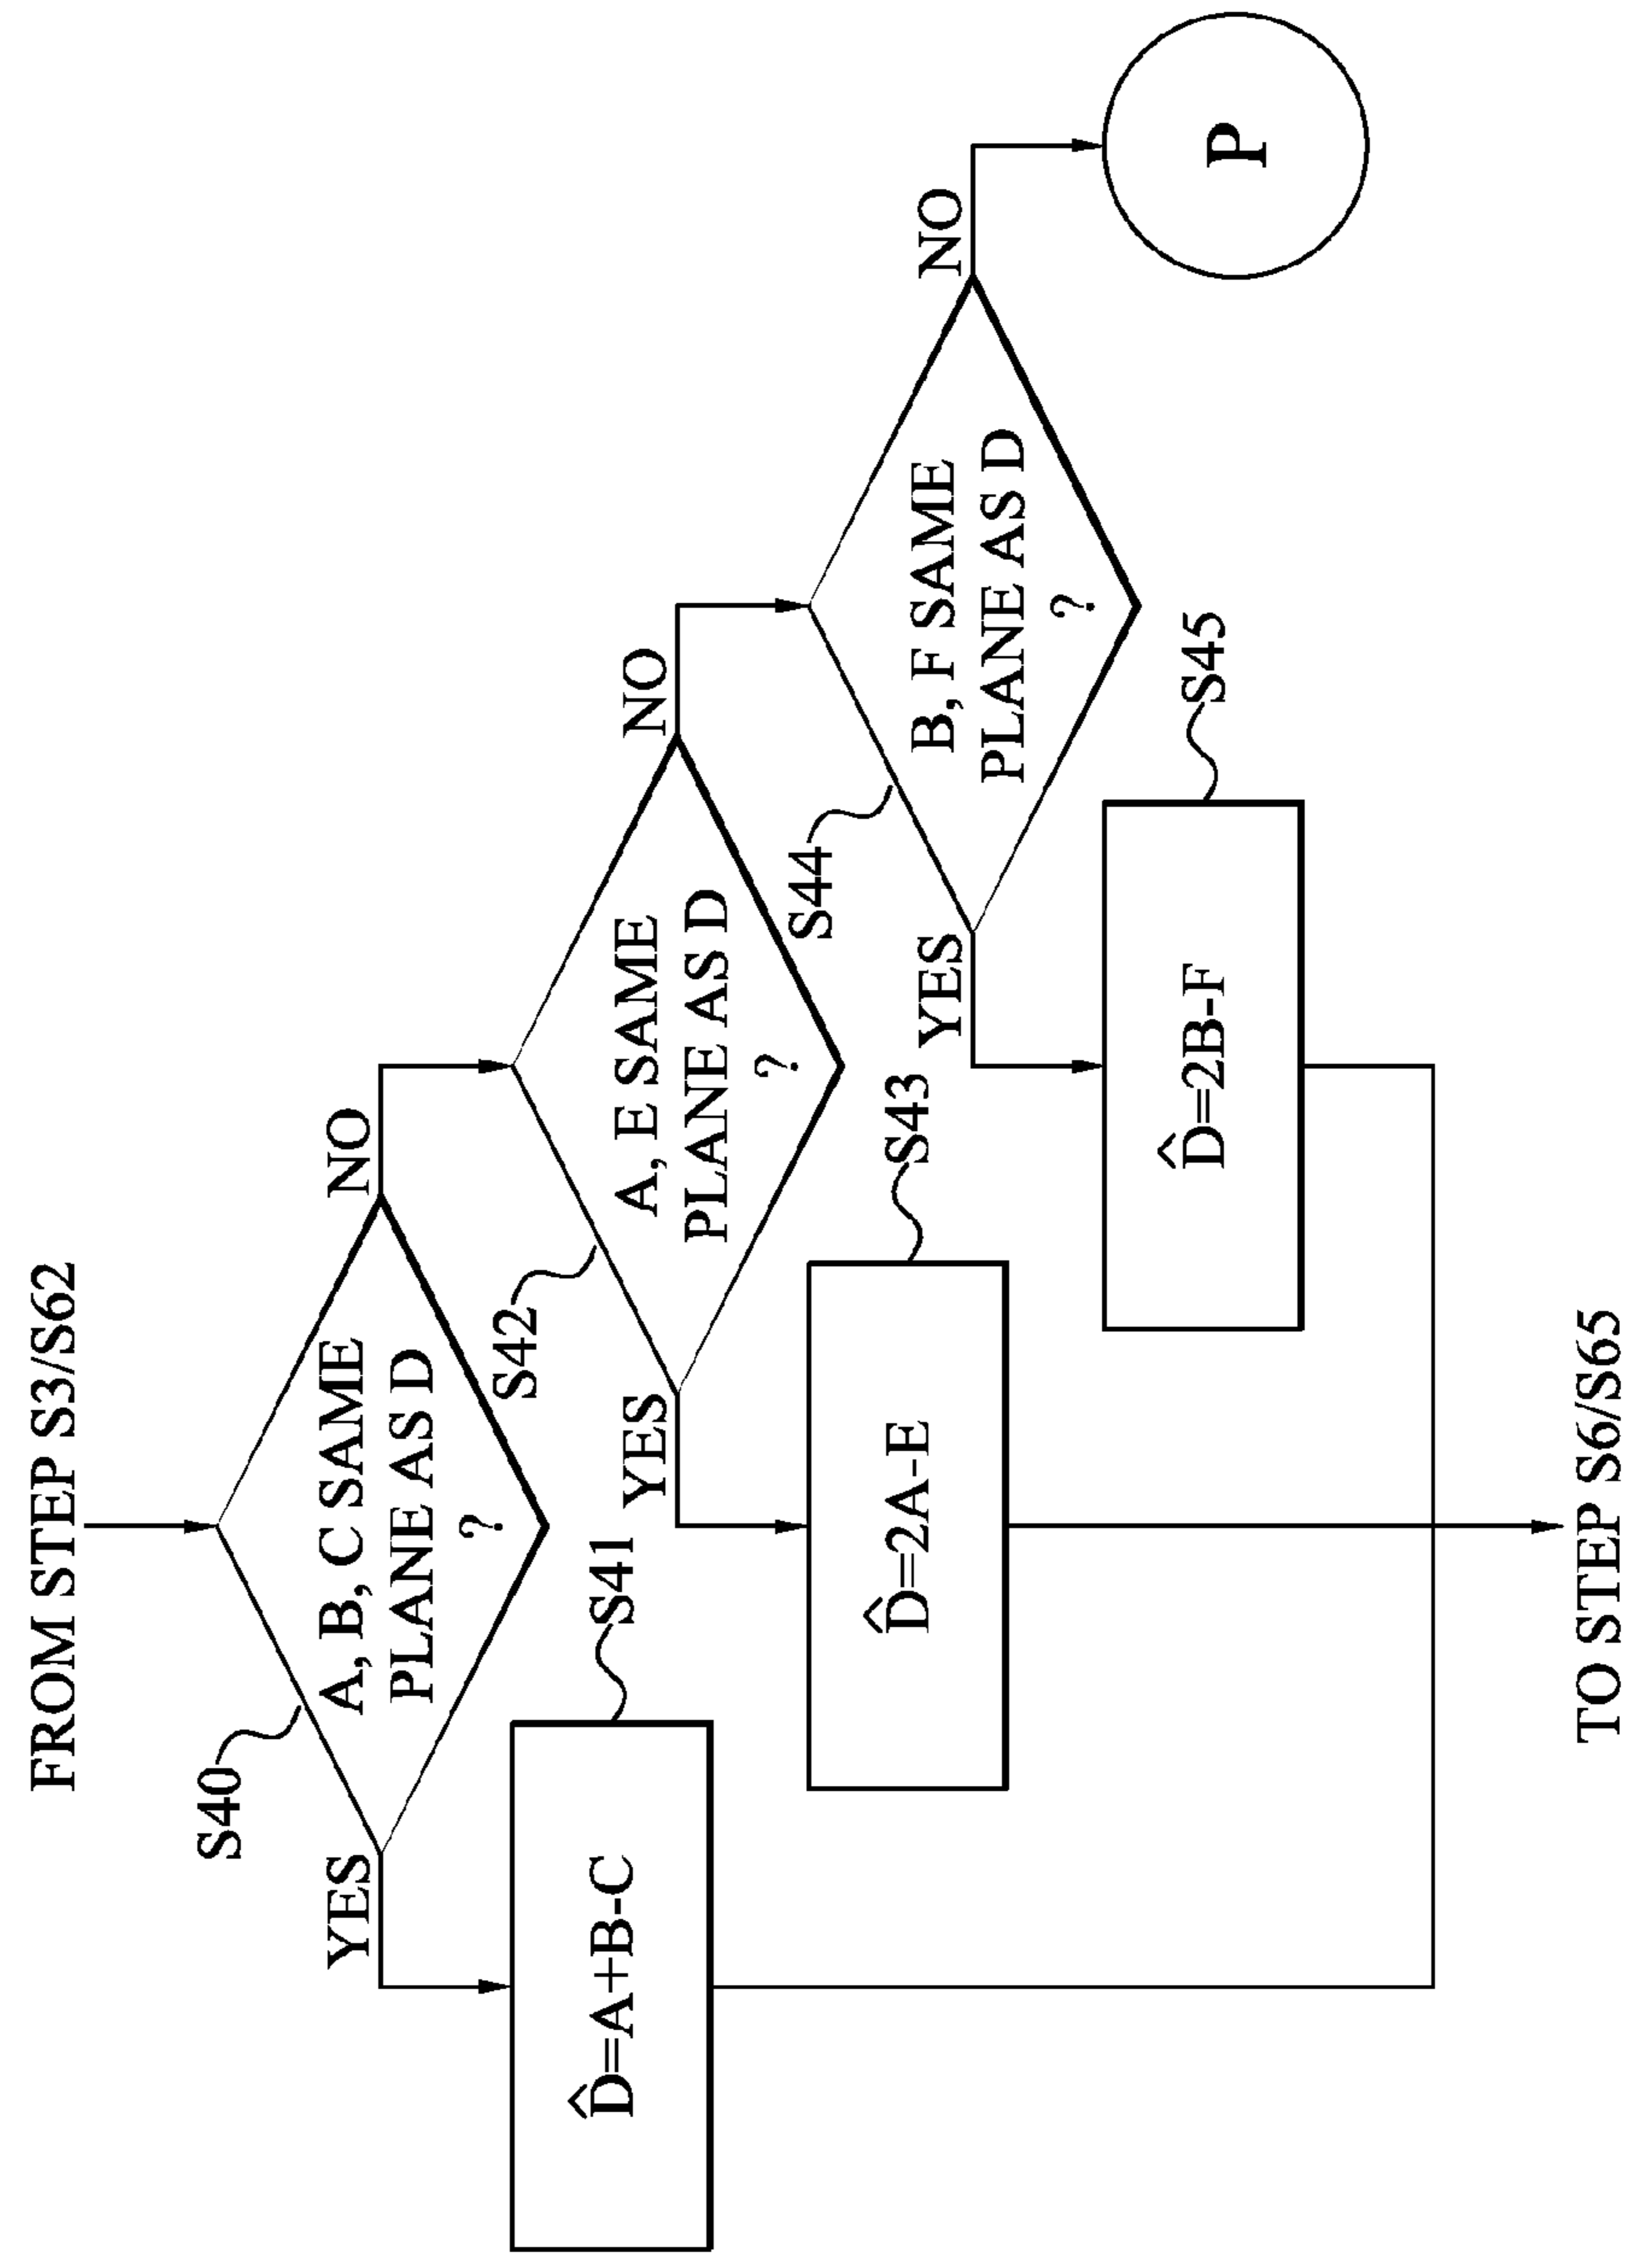 FROM STEP S3/S62
S40
A, B, C SAME
PLANE AS D
?
YES
NO
S41
D̂=A+B-C
S42
A, E SAME
PLANE AS D
?
YES
NO
S43
D̂=2A-E
S44
B, F SAME
PLANE AS D
?
YES
NO
S45
D̂=2B-F
P
TO STEP S6/S65